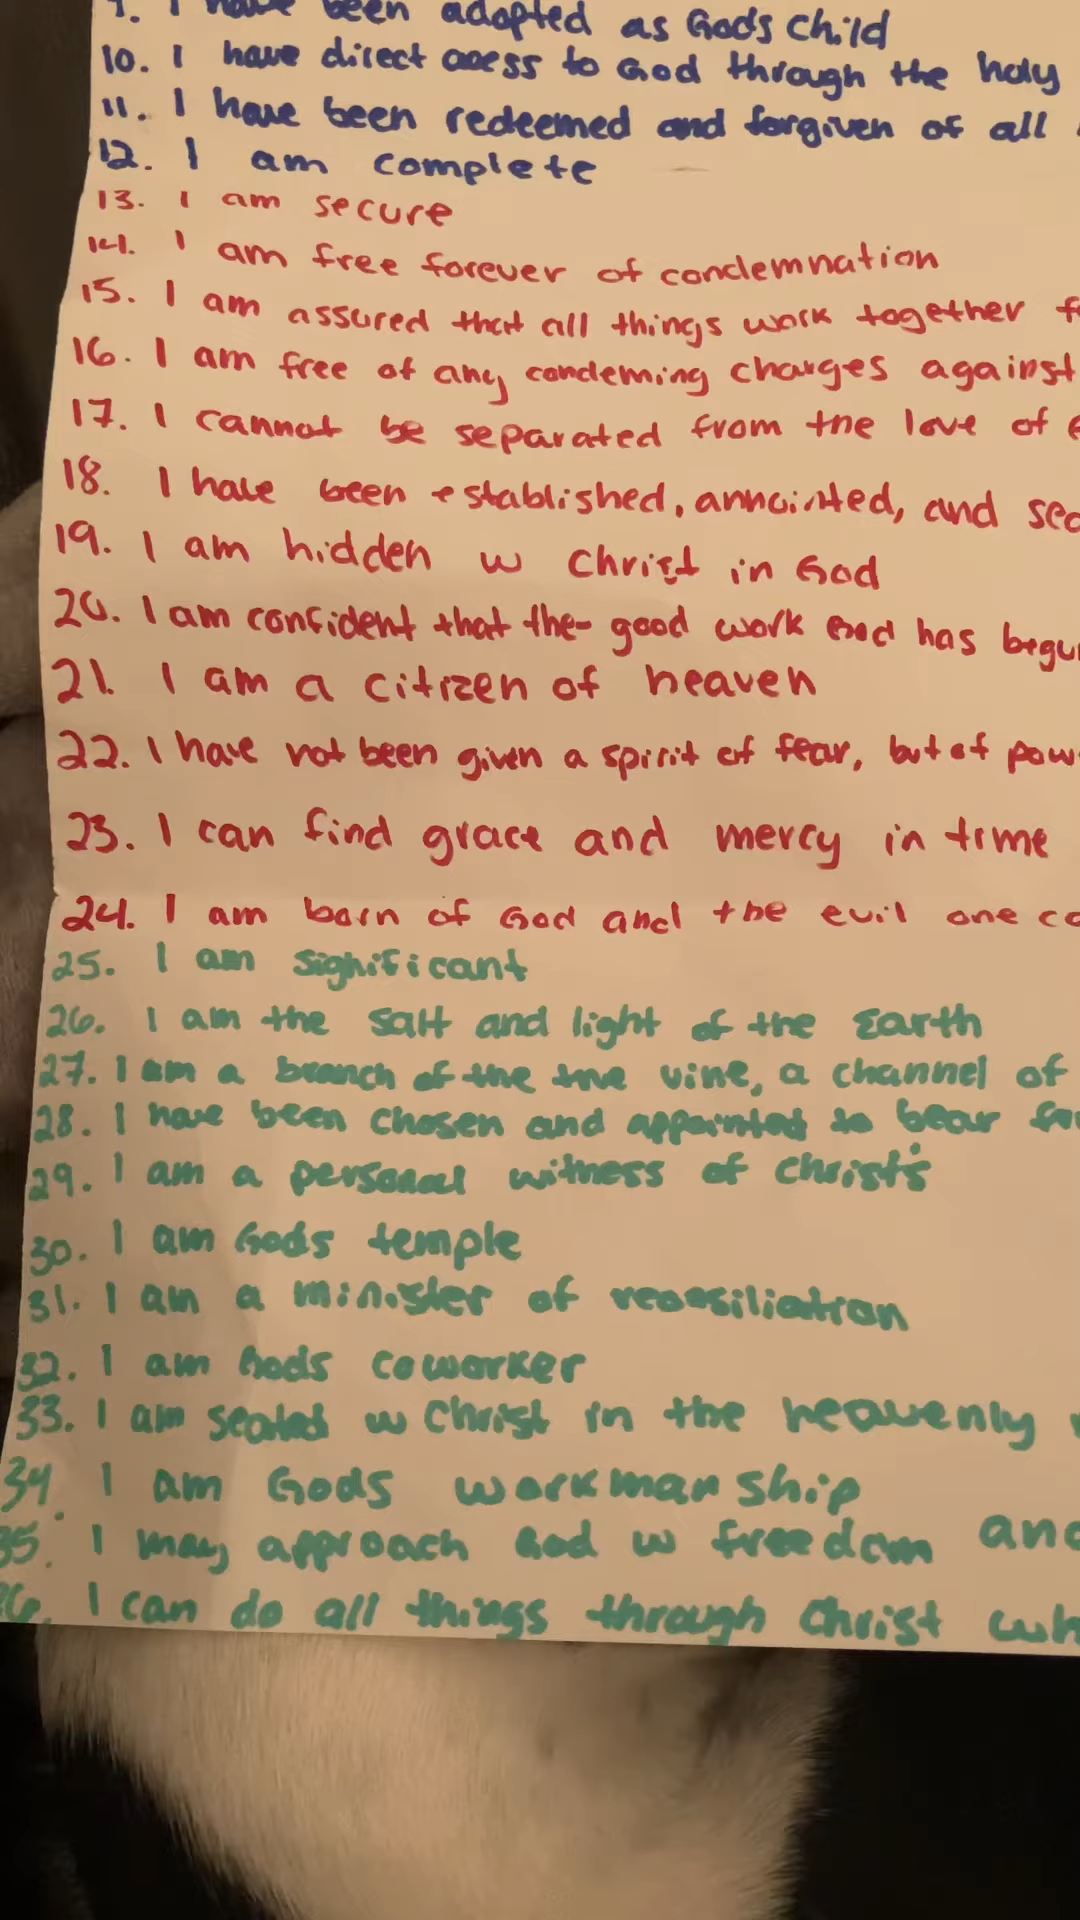 9. I have been adopted as Gods Child
10. I have direct acess to God through the holy
11. I have been redeemed and forgiven of all
12. I am complete
13. I am secure
14. I am free forever of condemnation
15. I am assured that all things work together
16. I am free of any condeming charges against
17. I cannot be separated from the love of
18. I have been established, annointed, and
19. I am hidden w Christ in God
20. I am confident that the good work God has
21. I am a citizen of heaven
22. I have not been given a spirit of fear, but of
23. I can find grace and mercy in time
24. I am born of God and the evil one
25. I am significant
26. I am the salt and light of the Earth
27. I am a branch of the true vine, a channel of
28. I have been chosen and appointed to bear
29. I am a personal witness of Christ's
30. I am Gods temple
31. I am a minister of
32. I am Gods coworker
33. I am seated w Christ in the heavenly
34. I am Gods workmanship
35. I may approach God w freedom
36. I can do all things through Christ